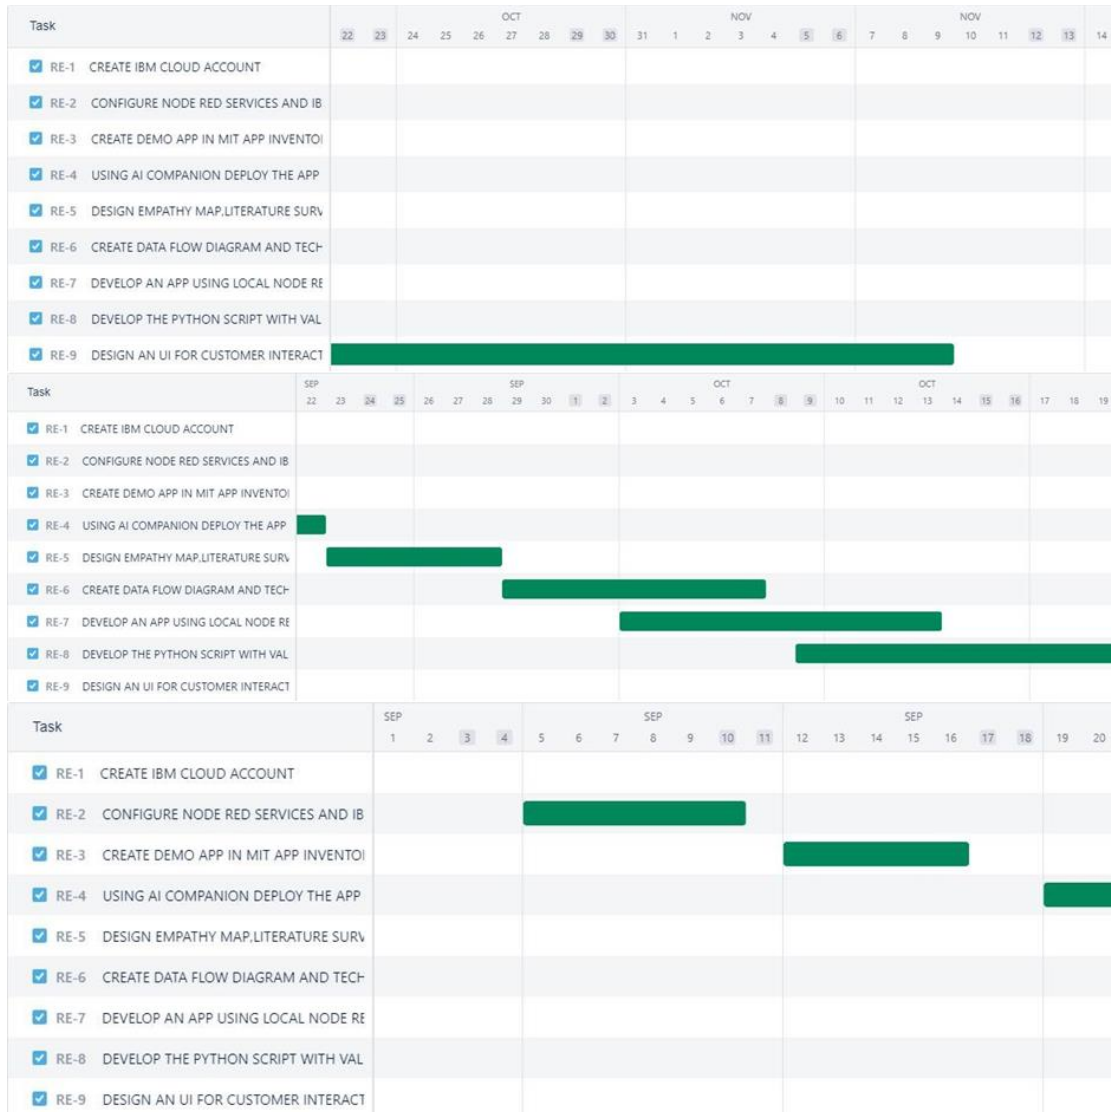 OCT NOV NOV
Task
22 23 24 25 26 27 28 29 30 31 1 2 3 4 5 6 7 8 9 10 11 12 13 14
RE-1 CREATE IBM CLOUD ACCOUNT
RE-2 CONFIGURE NODE RED SERVICES AND IB
RE-3 CREATE DEMO APP IN MIT APP INVENTO
RE-4 USING AI COMPANION DEPLOY THE APP
RE-5 DESIGN EMPATHY MAP,LITERATURE SURV
RE-6 CREATE DATA FLOW DIAGRAM AND TECH
RE-7 DEVELOP AN APP USING LOCAL NODE RE
RE-8 DEVELOP THE PYTHON SCRIPT WITH VAL
RE-9 DESIGN AN UI FOR CUSTOMER INTERACT
SEP SEP OCT OCT
Task
22 23 24 25 26 27 28 29 30 1 2 3 4 5 6 7 8 9 10 11 12 13 14 15 16 17 18 19
RE-1 CREATE IBM CLOUD ACCOUNT
RE-2 CONFIGURE NODE RED SERVICES AND IB
RE-3 CREATE DEMO APP IN MIT APP INVENTO
RE-4 USING AI COMPANION DEPLOY THE APP
RE-5 DESIGN EMPATHY MAP,LITERATURE SURV
RE-6 CREATE DATA FLOW DIAGRAM AND TECH
RE-7 DEVELOP AN APP USING LOCAL NODE RE
RE-8 DEVELOP THE PYTHON SCRIPT WITH VAL
RE-9 DESIGN AN UI FOR CUSTOMER INTERACT
SEP SEP SEP
Task
1 2 3 4 5 6 7 8 9 10 11 12 13 14 15 16 17 18 19 20
RE-1 CREATE IBM CLOUD ACCOUNT
RE-2 CONFIGURE NODE RED SERVICES AND IB
RE-3 CREATE DEMO APP IN MIT APP INVENTO
RE-4 USING AI COMPANION DEPLOY THE APP
RE-5 DESIGN EMPATHY MAP,LITERATURE SURV
RE-6 CREATE DATA FLOW DIAGRAM AND TECH
RE-7 DEVELOP AN APP USING LOCAL NODE RE
RE-8 DEVELOP THE PYTHON SCRIPT WITH VAL
RE-9 DESIGN AN UI FOR CUSTOMER INTERACT